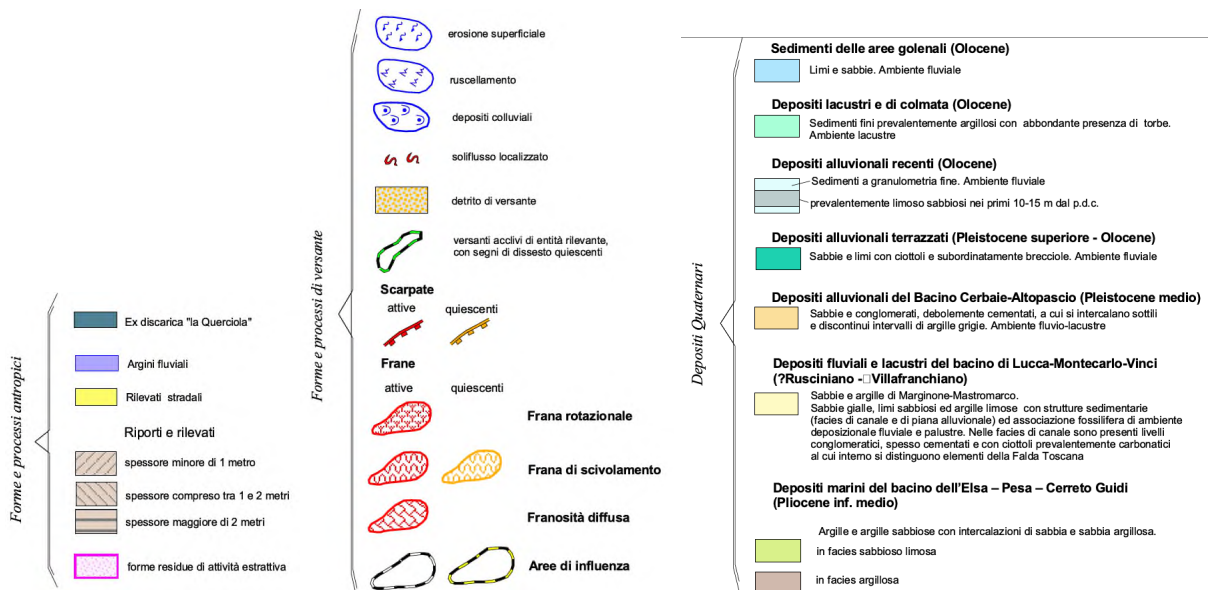 Forme e processi antropici
Ex discarica "la Querciola"
Argini fluviali
Rilevati stradali
Riporti e rilevati
spessore minore di 1 metro
spessore compreso tra 1 e 2 metri
spessore maggiore di 2 metri
forme residue di attività estrattiva
Forme e processi di versante
erosione superficiale
ruscellamento
depositi colluviali
soliflusso localizzato
detrito di versante
versanti acclivi di entità rilevante,
con segni di dissesto quiescenti
Scarpate
attive quiescenti
Frane
attive quiescenti
Frana rotazionale
Frana di scivolamento
Franosità diffusa
Aree di influenza
Depositi Quaternari
Sedimenti delle aree golenali (Olocene)
Limi e sabbie. Ambiente fluviale
Depositi lacustri e di colmata (Olocene)
Sedimenti fini prevalentemente argillosi con abbondante presenza di torbe.
Ambiente lacustre
Depositi alluvionali recenti (Olocene)
Sedimenti a granulometria fine. Ambiente fluviale
prevalentemente limoso sabbiosi nei primi 10-15 m dal p.d.c.
Depositi alluvionali terrazzati (Pleistocene superiore - Olocene)
Sabbie e limi con ciottoli e subordinatamente brecciole. Ambiente fluviale
Depositi alluvionali del Bacino Cerbaie-Altopascio (Pleistocene medio)
Sabbie e conglomerati, debolmente cementati, a cui si intercalano sottili
e discontinui intervalli di argille grigie. Ambiente fluvio-lacustre
Depositi fluviali e lacustri del bacino di Lucca-Montecarlo-Vinci
(?Rusciniano -□Villafranchiano)
Sabbie e argille di Marginone-Mastromarco.
Sabbie gialle, limi sabbiosi ed argille limose con strutture sedimentarie
(facies di canale e di piana alluvionale) ed associazione fossilifera di ambiente
deposizionale fluviale e palustre. Nelle facies di canale sono presenti livelli
conglomeratici, spesso cementati e con ciottoli prevalentemente carbonatici
al cui interno si distinguono elementi della Falda Toscana
Depositi marini del bacino dell'Elsa – Pesa – Cerreto Guidi
(Pliocene inf. medio)
Argille e argille sabbiose con intercalazioni di sabbia e sabbia argillosa.
in facies sabbioso limosa
in facies argillosa